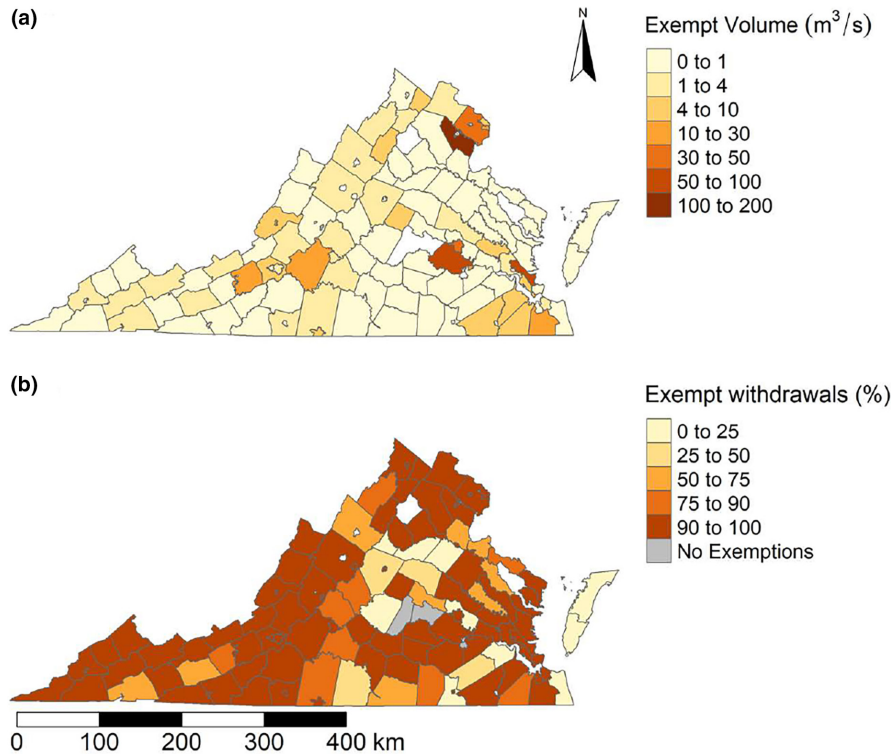 (a)
N
Exempt Volume (m³/s)
0 to 1
1 to 4
4 to 10
10 to 30
30 to 50
50 to 100
100 to 200
(b)
Exempt withdrawals (%)
0 to 25
25 to 50
50 to 75
75 to 90
90 to 100
No Exemptions
0 100 200 300 400 km